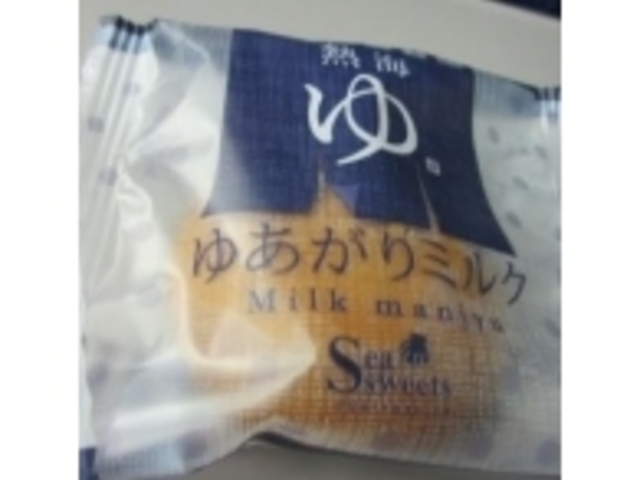 熱海
ゆ
ゆあがりミルク
Milk manjyu
Sea sweets